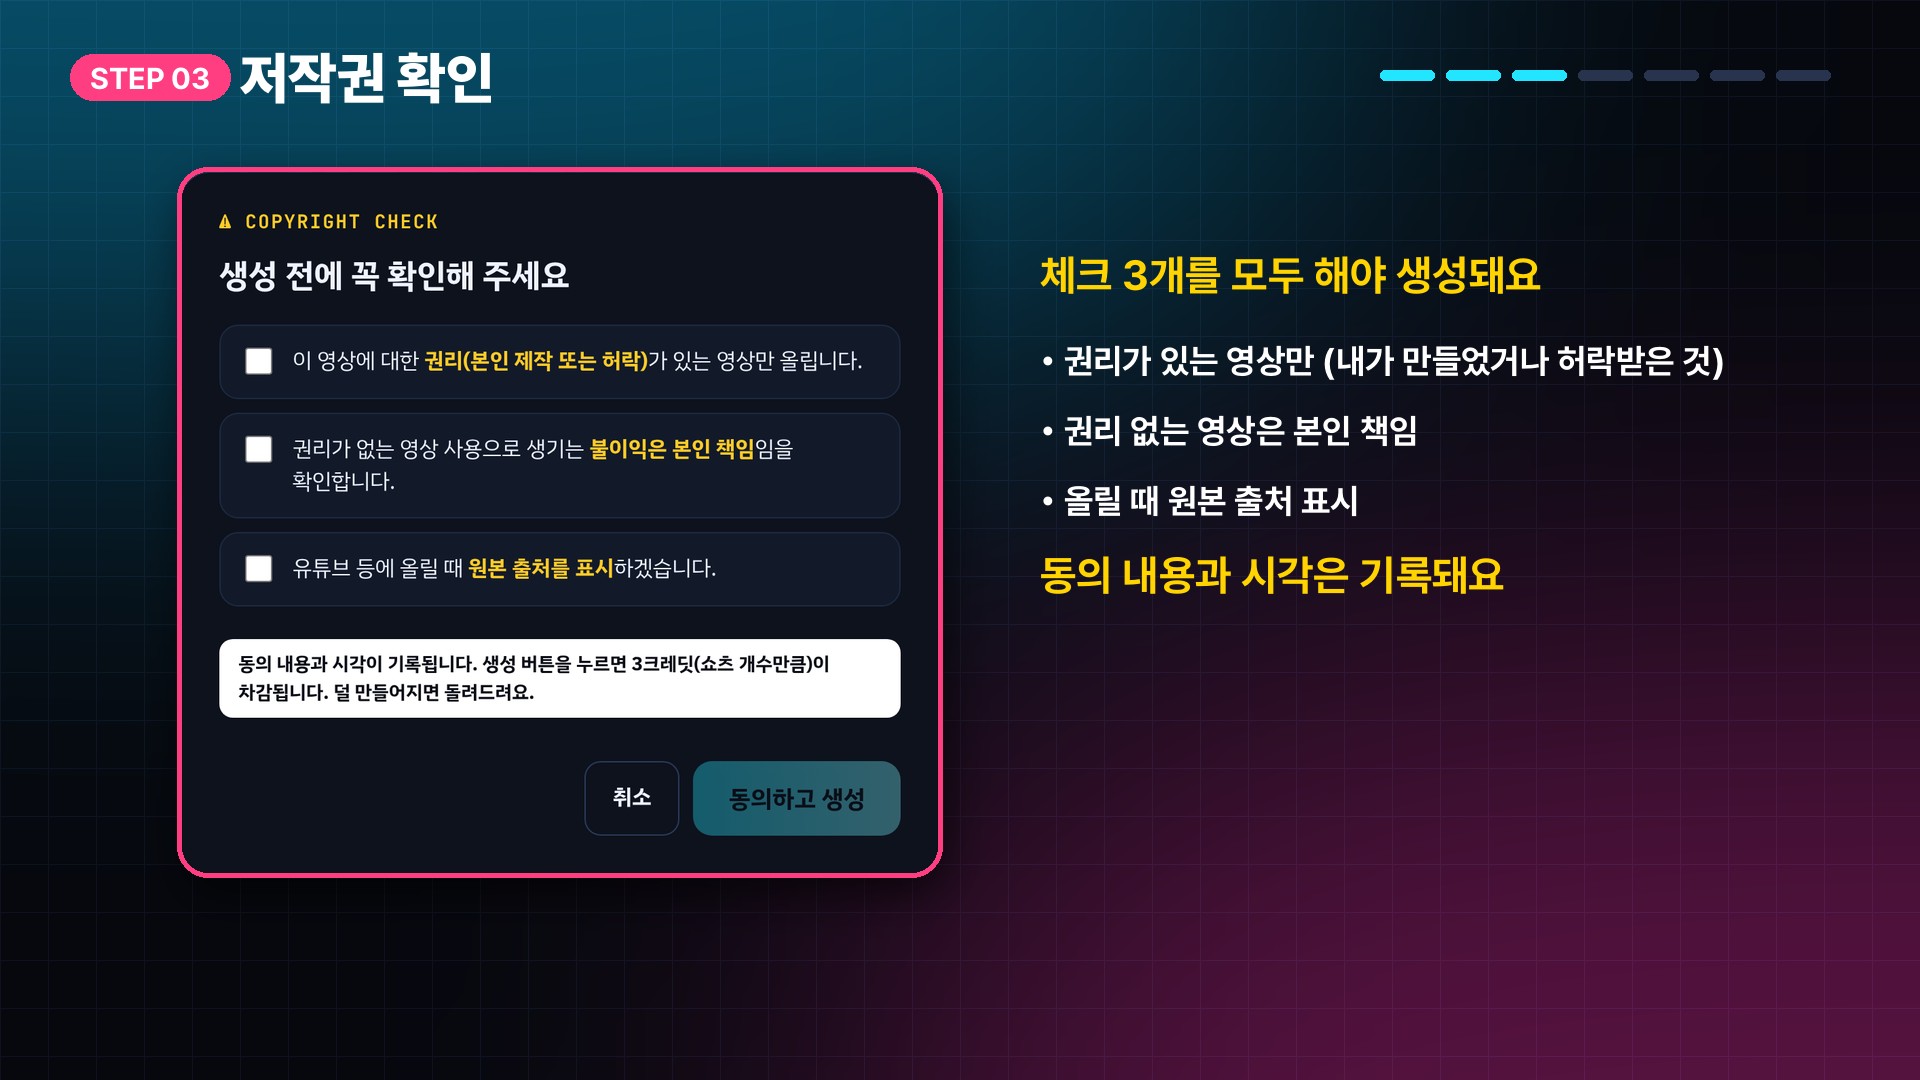 STEP 03 저작권 확인
⚠ COPYRIGHT CHECK
생성 전에 꼭 확인해 주세요
이 영상에 대한 권리(본인 제작 또는 허락)가 있는 영상만 올립니다.
권리가 없는 영상 사용으로 생기는 불이익은 본인 책임임을
확인합니다.
유튜브 등에 올릴 때 원본 출처를 표시하겠습니다.
동의 내용과 시각이 기록됩니다. 생성 버튼을 누르면 3크레딧(쇼츠 개수만큼)이
차감됩니다. 덜 만들어지면 돌려드려요.
취소
동의하고 생성
체크 3개를 모두 해야 생성돼요
• 권리가 있는 영상만 (내가 만들었거나 허락받은 것)
• 권리 없는 영상은 본인 책임
• 올릴 때 원본 출처 표시
동의 내용과 시각은 기록돼요